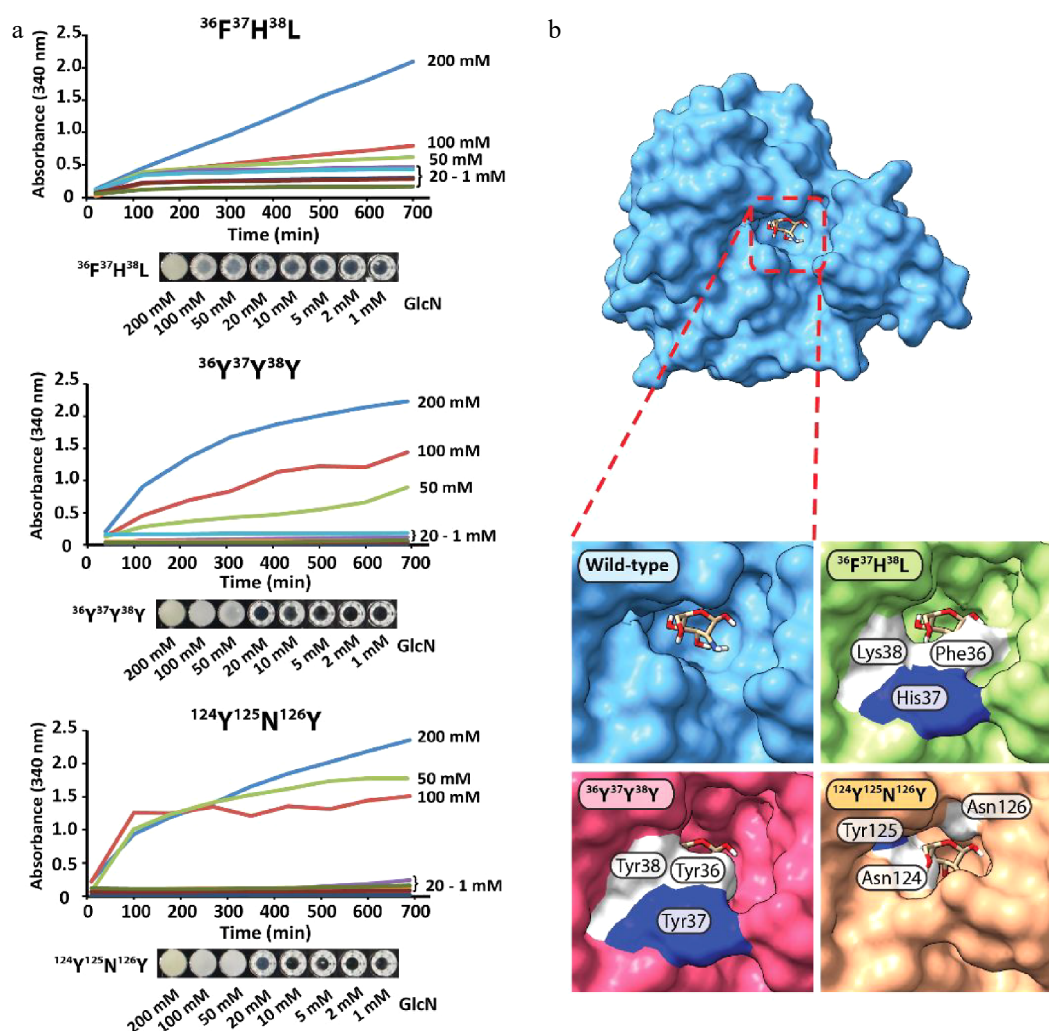 a
³⁶F³⁷H³⁸L
Absorbance (340 nm)
2.5
2.0
1.5
1.0
0.5
0
200 mM
100 mM
50 mM
20 - 1 mM
0 100 200 300 400 500 600 700
Time (min)
³⁶F³⁷H³⁸L
200 mM 100 mM 50 mM 20 mM 10 mM 5 mM 2 mM 1 mM GlcN
³⁶Y³⁷Y³⁸Y
Absorbance (340 nm)
2.5
2.0
1.5
1.0
0.5
0
200 mM
100 mM
50 mM
20 - 1 mM
0 100 200 300 400 500 600 700
Time (min)
³⁶Y³⁷Y³⁸Y
200 mM 100 mM 50 mM 20 mM 10 mM 5 mM 2 mM 1 mM GlcN
¹²⁴Y¹²⁵N¹²⁶Y
Absorbance (340 nm)
2.5
2.0
1.5
1.0
0.5
0
200 mM
50 mM
100 mM
20 - 1 mM
0 100 200 300 400 500 600 700
Time (min)
¹²⁴Y¹²⁵N¹²⁶Y
200 mM 100 mM 50 mM 20 mM 10 mM 5 mM 2 mM 1 mM GlcN
b
Wild-type
³⁶F³⁷H³⁸L
Lys38
Phe36
His37
³⁶Y³⁷Y³⁸Y
Tyr38
Tyr36
Tyr37
¹²⁴Y¹²⁵N¹²⁶Y
Asn126
Tyr125
Asn124